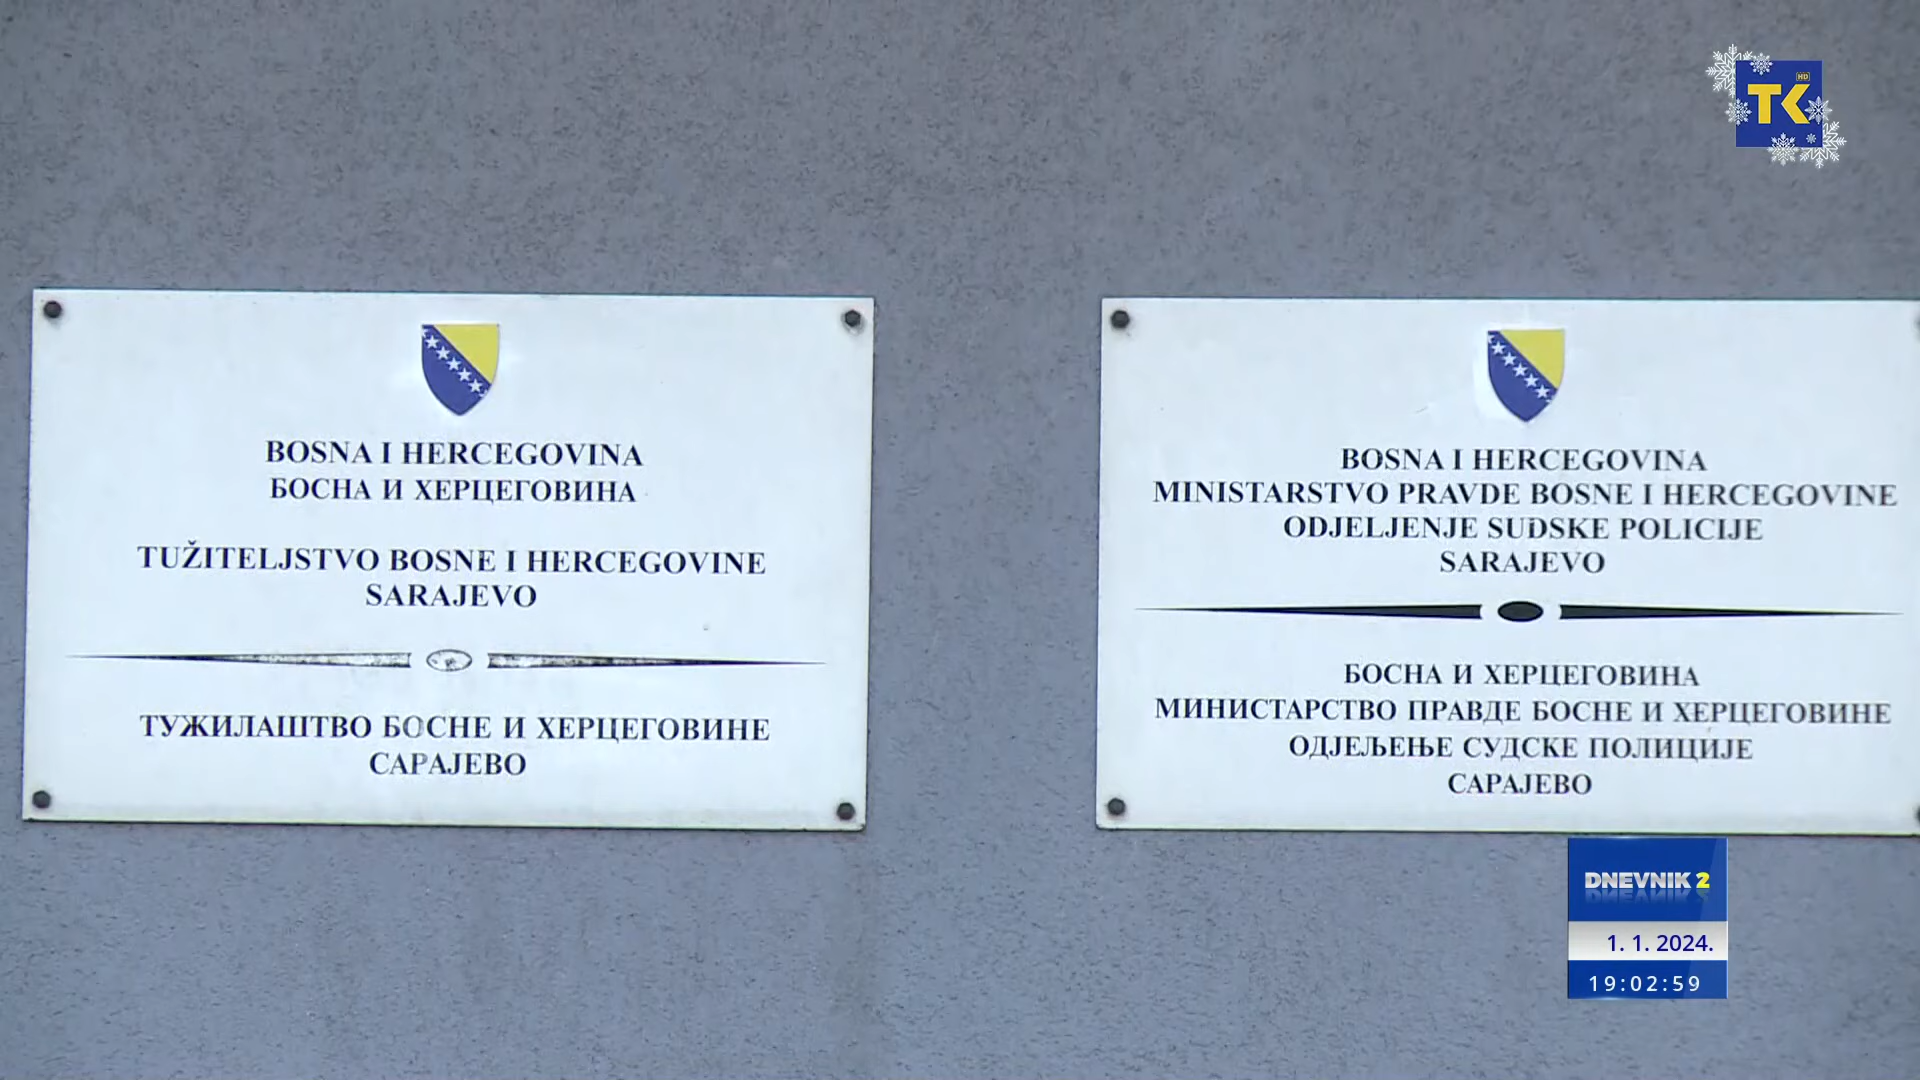 TK HD
BOSNA I HERCEGOVINA
БОСНА И ХЕРЦЕГОВИНА
TUŽITELJSTVO BOSNE I HERCEGOVINE
SARAJEVO
ТУЖИЛАШТВО БОСНЕ И ХЕРЦЕГОВИНЕ
САРАЈЕВО
BOSNA I HERCEGOVINA
MINISTARSTVO PRAVDE BOSNE I HERCEGOVINE
ODJELJENJE SUDSKE POLICIJE
SARAJEVO
БОСНА И ХЕРЦЕГОВИНА
МИНИСТАРСТВО ПРАВДЕ БОСНЕ И ХЕРЦЕГОВИНЕ
ОДЈЕЉЕЊЕ СУДСКЕ ПОЛИЦИЈЕ
САРАЈЕВО
DNEVNIK 2
1. 1. 2024.
19:02:59